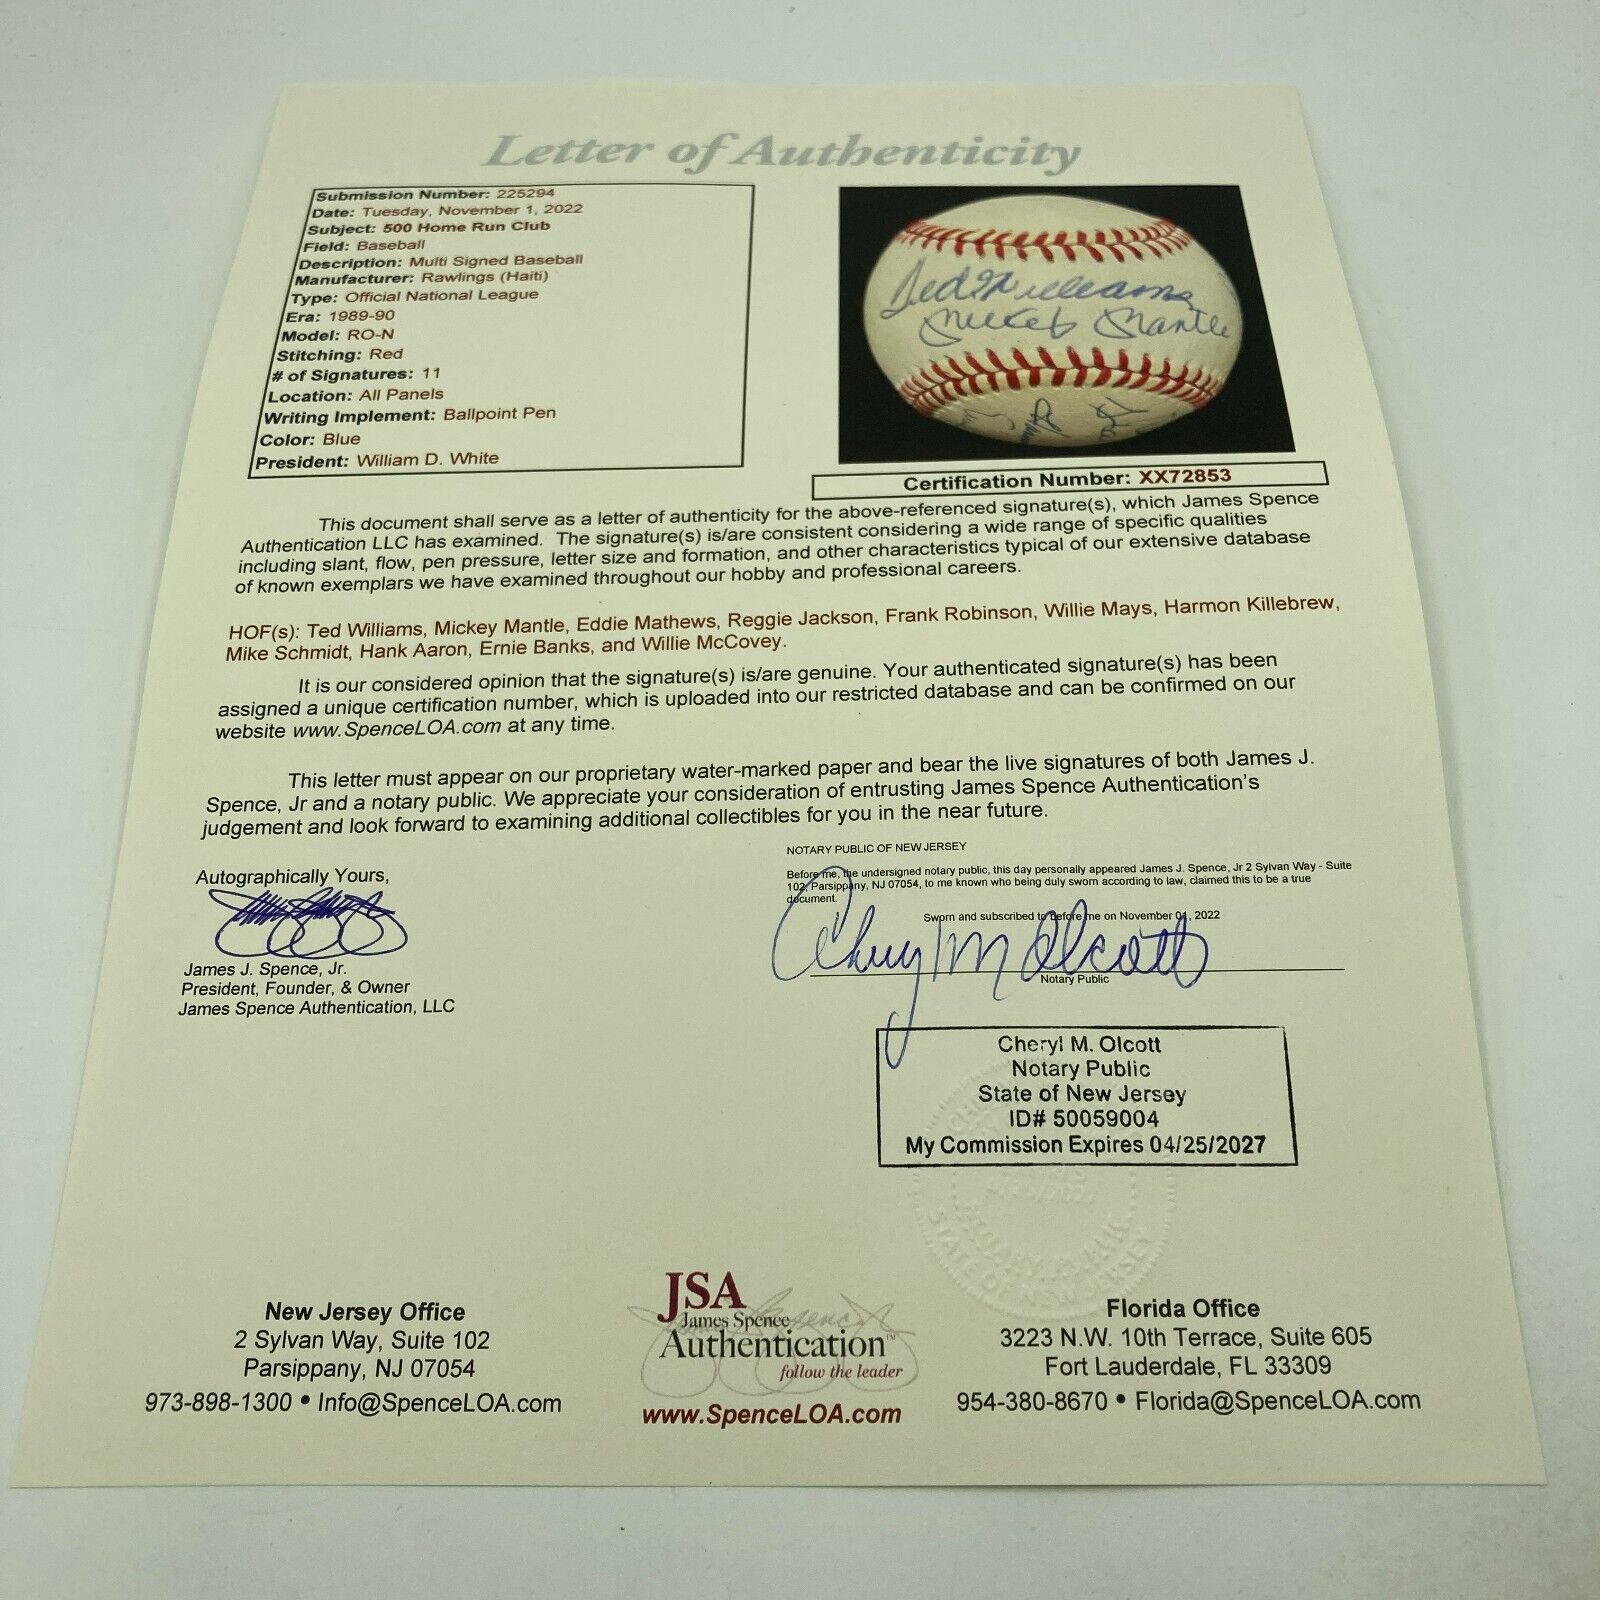 Letter of Authenticity
Submission Number: 225294
Date: Tuesday, November 1, 2022
Subject: 500 Home Run Club
Field: Baseball
Description: Multi Signed Baseball
Manufacturer: Rawlings (Haiti)
Type: Official National League
Era: 1989-90
Model: RO-N
Stitching: Red
# of Signatures: 11
Location: All Panels
Writing Implement: Ballpoint Pen
Color: Blue
President: William D. White
Ted Williams
Mickey Mantle
Certification Number: XX72853
This document shall serve as a letter of authenticity for the above-referenced signature(s), which James Spence
Authentication LLC has examined. The signature(s) is/are consistent considering a wide range of specific qualities
including slant, flow, pen pressure, letter size and formation, and other characteristics typical of our extensive database
of known exemplars we have examined throughout our hobby and professional careers.
HOF(s): Ted Williams, Mickey Mantle, Eddie Mathews, Reggie Jackson, Frank Robinson, Willie Mays, Harmon Killebrew,
Mike Schmidt, Hank Aaron, Ernie Banks, and Willie McCovey.
It is our considered opinion that the signature(s) is/are genuine. Your authenticated signature(s) has been
assigned a unique certification number, which is uploaded into our restricted database and can be confirmed on our
website www.SpenceLOA.com at any time.
This letter must appear on our proprietary water-marked paper and bear the live signatures of both James J.
Spence, Jr and a notary public. We appreciate your consideration of entrusting James Spence Authentication's
judgement and look forward to examining additional collectibles for you in the near future.
Autographically Yours,
James J. Spence, Jr.
President, Founder, & Owner
James Spence Authentication, LLC
NOTARY PUBLIC OF NEW JERSEY
Before me, the undersigned notary public, this day personally appeared James J. Spence, Jr 2 Sylvan Way - Suite
102, Parsippany, NJ 07054, to me known who being duly sworn according to law, claimed this to be a true
document.
Sworn and subscribed to before me on November 01, 2022
Cheryl M Olcott
Notary Public
Cheryl M. Olcott
Notary Public
State of New Jersey
ID# 50059004
My Commission Expires 04/25/2027
NOTARY PUBLIC
STATE OF NEW JERSEY
New Jersey Office
2 Sylvan Way, Suite 102
Parsippany, NJ 07054
973-898-1300 • Info@SpenceLOA.com
JSA
James Spence
Authentication™
follow the leader
www.SpenceLOA.com
Florida Office
3223 N.W. 10th Terrace, Suite 605
Fort Lauderdale, FL 33309
954-380-8670 • Florida@SpenceLOA.com